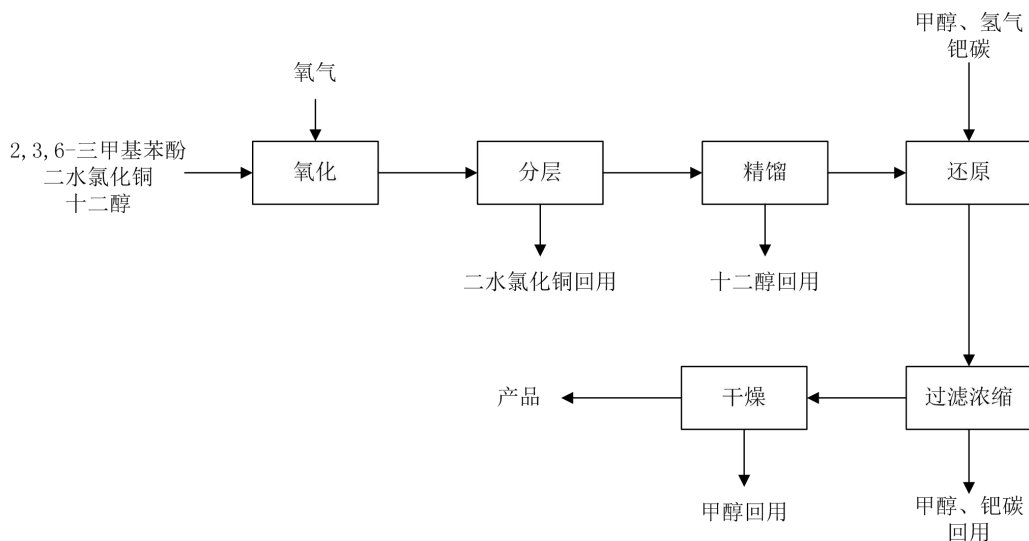 甲醇、氢气
钯碳
氧气
2,3,6-三甲基苯酚
二水氯化铜
十二醇
氧化
分层
精馏
还原
二水氯化铜回用
十二醇回用
产品
干燥
过滤浓缩
甲醇回用
甲醇、钯碳
回用